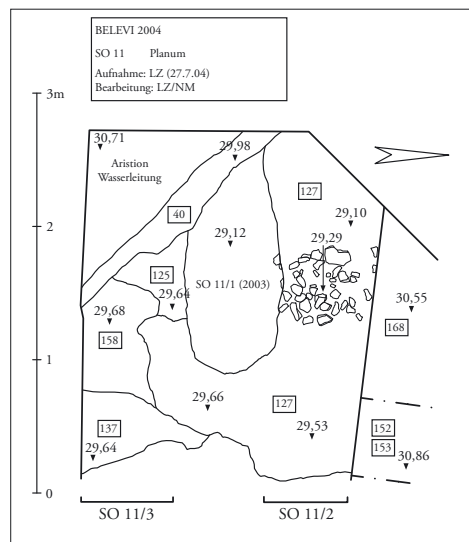 BELEVI 2004
SO 11 Planum
Aufnahme: LZ (27.7.04)
Bearbeitung: LZ/NM
3m
30,71
29,98
Aristion
Wasserleitung
127
40
29,10
2
29,12
29,29
125
SO 11/1 (2003)
29,64
29,68
30,55
168
158
1
29,66
127
137
152
29,53
29,64
153
30,86
0
SO 11/3
SO 11/2